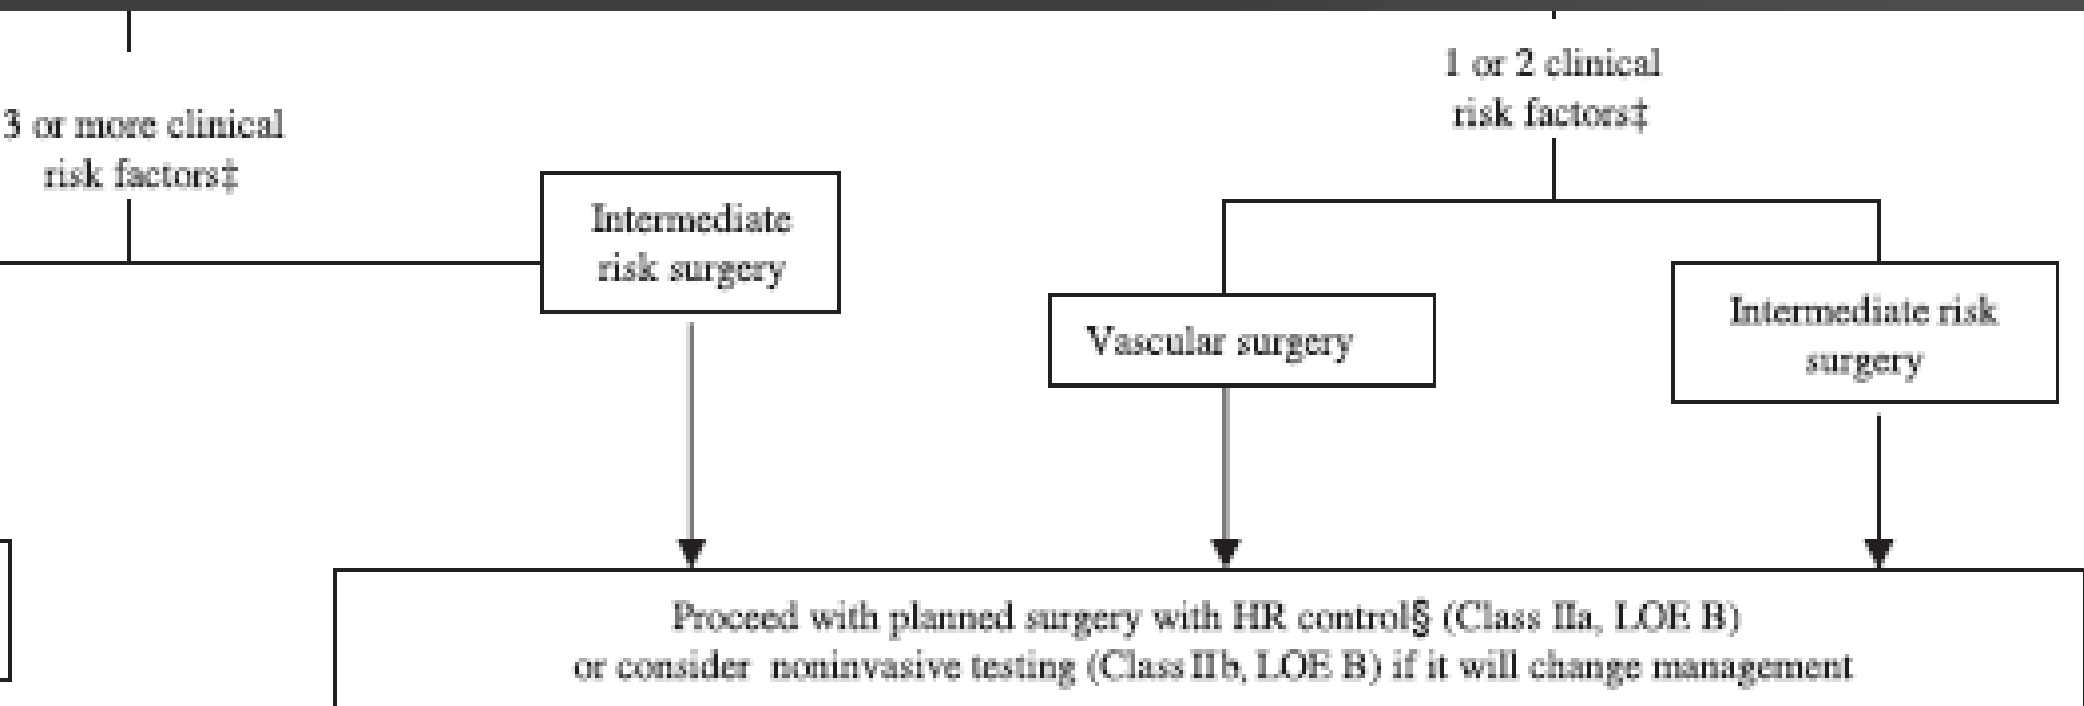 1 or 2 clinical
risk factors‡
3 or more clinical
risk factors‡
Intermediate
risk surgery
Vascular surgery
Intermediate risk
surgery
Proceed with planned surgery with HR control§ (Class IIa, LOE B)
or consider noninvasive testing (Class IIb, LOE B) if it will change management